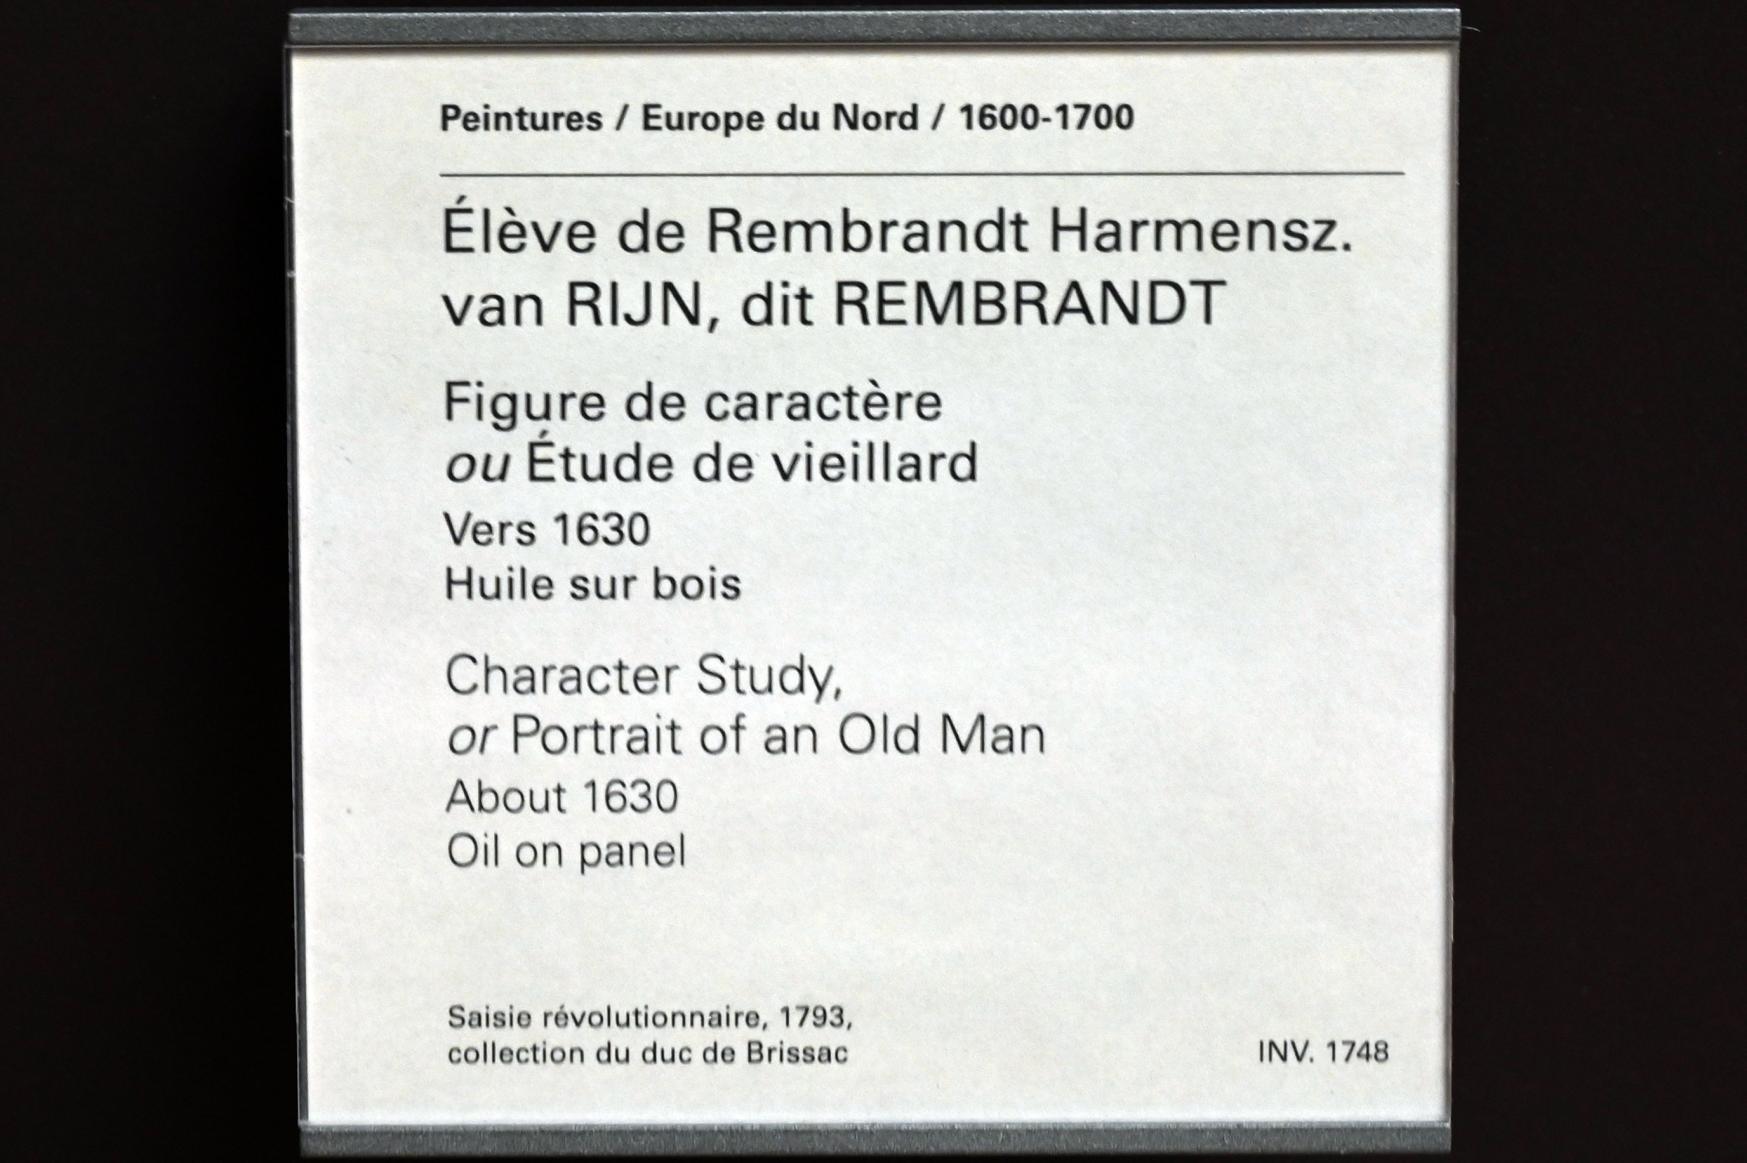 Peintures / Europe du Nord / 1600-1700
Élève de Rembrandt Harmensz.
van RIJN, dit REMBRANDT
Figure de caractère
ou Étude de vieillard
Vers 1630
Huile sur bois
Character Study,
or Portrait of an Old Man
About 1630
Oil on panel
Saisie révolutionnaire, 1793,
collection du duc de Brissac
INV. 1748